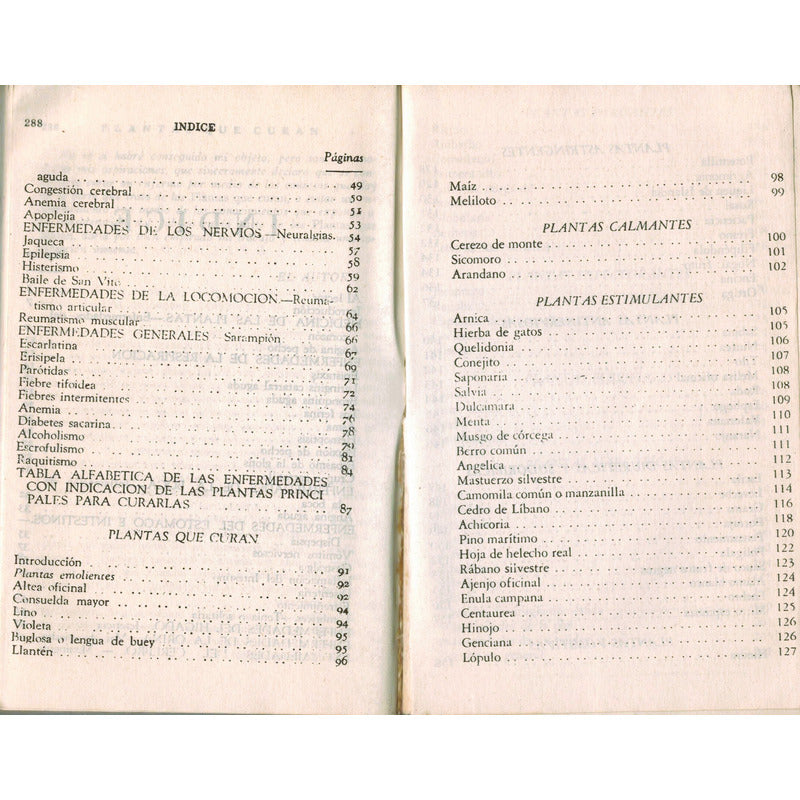 288
INDICE
Páginas
aguda . . . . . . . . . . 49
Congestión cerebral . . . . . . . . . . 50
Anemia cerebral . . . . . . . . . . 51
Apoplejía . . . . . . . . . . 53
ENFERMEDADES DE LOS NERVIOS—Neuralgias. 54
Jaqueca . . . . . . . . . . 57
Epilepsia . . . . . . . . . . 58
Histerismo . . . . . . . . . . 59
Baile de San Vito . . . . . . . . . . 62
ENFERMEDADES DE LA LOCOMOCION—Reuma-
tismo articular . . . . . . . . . . 64
Reumatismo muscular . . . . . . . . . . 66
ENFERMEDADES GENERALES Sarampión. 66
Escarlatina . . . . . . . . . . 67
Erisipela . . . . . . . . . . 69
Parótidas . . . . . . . . . . 71
Fiebre tifoidea . . . . . . . . . . 72
Fiebres intermitentes . . . . . . . . . . 74
Anemia . . . . . . . . . . 76
Diabetes sacarina . . . . . . . . . . 78
Alcoholismo . . . . . . . . . . 79
Escrofulismo . . . . . . . . . . 81
Raquitismo . . . . . . . . . . 84
TABLA ALFABETICA DE LAS ENFERMEDADES
CON INDICACION DE LAS PLANTAS PRINCI
PALES PARA CURARLAS . . . . . . . . . . 87
PLANTAS QUE CURAN
Introducción . . . . . . . . . . 91
Plantas emolientes . . . . . . . . . . 92
Altea oficinal . . . . . . . . . . 92
Consuelda mayor . . . . . . . . . . 94
Lino . . . . . . . . . . 94
Violeta . . . . . . . . . . 95
Buglosa o lengua de buey . . . . . . . . . . 95
Llantén . . . . . . . . . . 96
Maíz . . . . . . . . . . 98
Meliloto . . . . . . . . . . 99
PLANTAS CALMANTES
Cerezo de monte . . . . . . . . . . 100
Sicomoro . . . . . . . . . . 101
Arandano . . . . . . . . . . 102
PLANTAS ESTIMULANTES
Arnica . . . . . . . . . . 105
Hierba de gatos . . . . . . . . . . 105
Quelidonia . . . . . . . . . . 106
Conejito . . . . . . . . . . 107
Saponaria . . . . . . . . . . 108
Salvia . . . . . . . . . . 108
Dulcamara . . . . . . . . . . 109
Menta . . . . . . . . . . 110
Musgo de córcega . . . . . . . . . . 111
Berro común . . . . . . . . . . 111
Angelica . . . . . . . . . . 112
Mastuerzo silvestre . . . . . . . . . . 113
Camomila común o manzanilla . . . . . . . . . . 114
Cedro de Líbano . . . . . . . . . . 116
Achicoria . . . . . . . . . . 118
Pino marítimo . . . . . . . . . . 120
Hoja de helecho real . . . . . . . . . . 122
Rábano silvestre . . . . . . . . . . 123
Ajenjo oficinal . . . . . . . . . . 124
Enula campana . . . . . . . . . . 124
Centaurea . . . . . . . . . . 125
Hinojo . . . . . . . . . . 126
Genciana . . . . . . . . . . 126
Lópulo . . . . . . . . . . 127